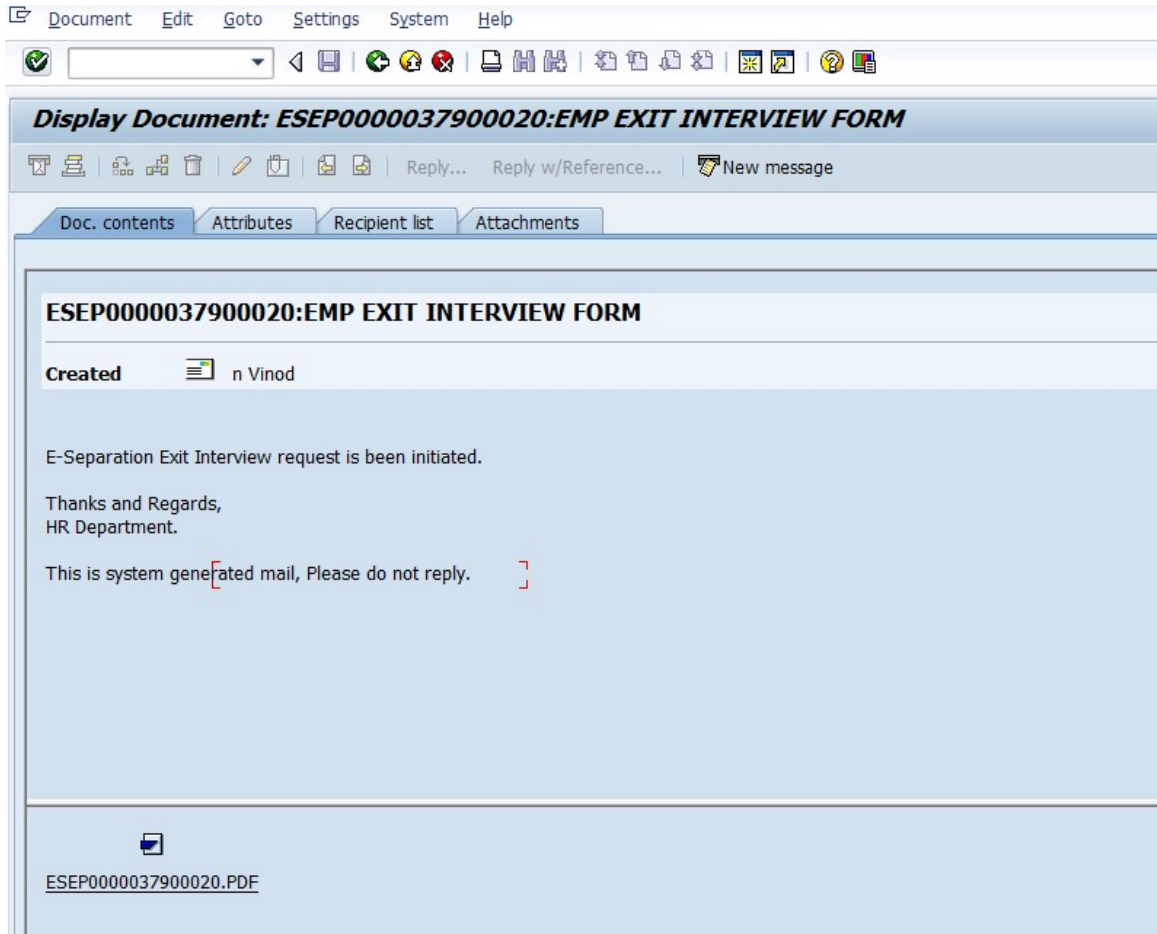 Document Edit Goto Settings System Help
Display Document: ESEP0000037900020:EMP EXIT INTERVIEW FORM
Reply... Reply w/Reference... New message
Doc. contents Attributes Recipient list Attachments
ESEP0000037900020:EMP EXIT INTERVIEW FORM
Created n Vinod
E-Separation Exit Interview request is been initiated.
Thanks and Regards,
HR Department.
This is system generated mail, Please do not reply.
ESEP0000037900020.PDF